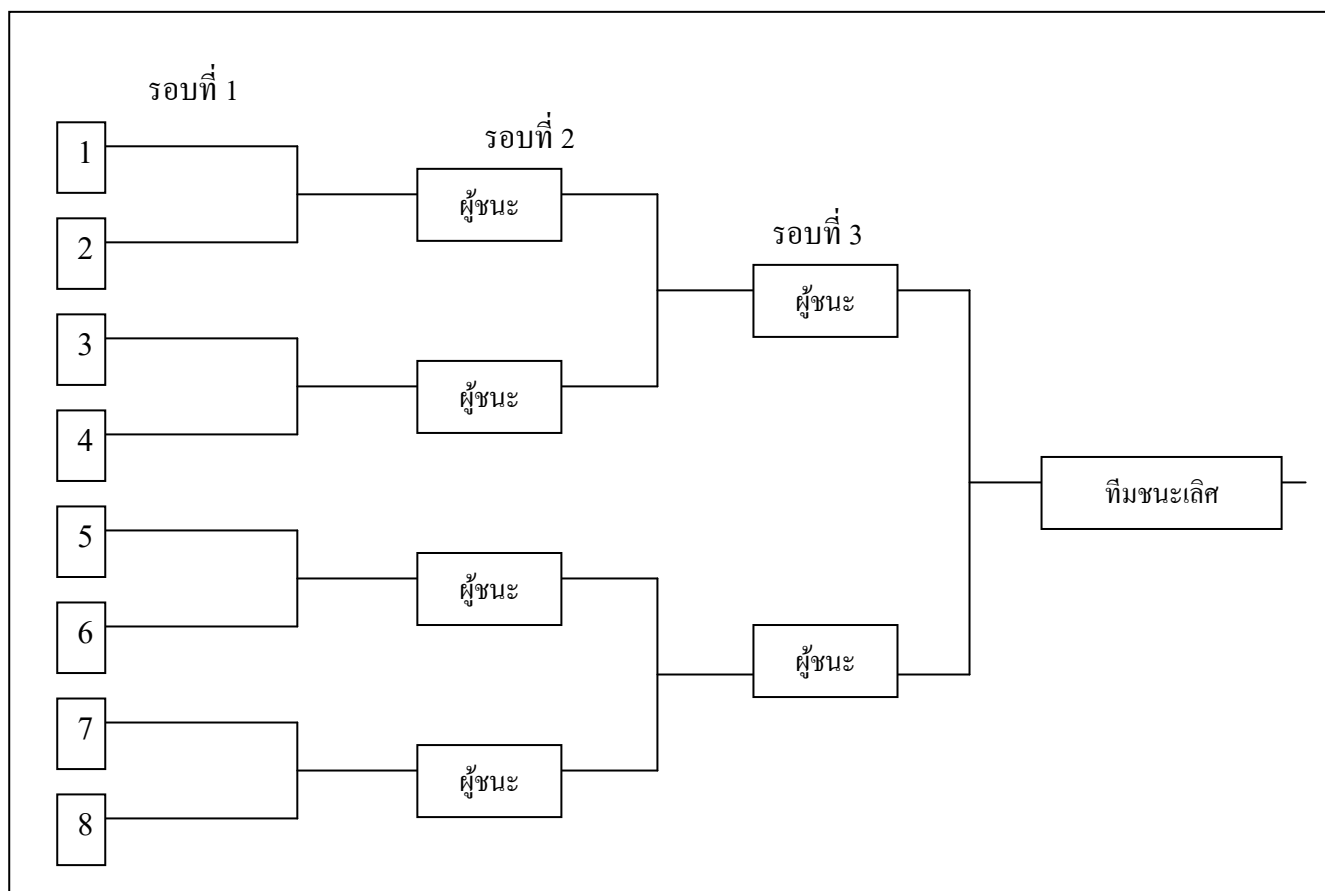 รอบที่ 1
1
รอบที่ 2
ผู้ชนะ
2
รอบที่ 3
ผู้ชนะ
3
ผู้ชนะ
4
ทีมชนะเลิศ
5
ผู้ชนะ
6
ผู้ชนะ
7
ผู้ชนะ
8